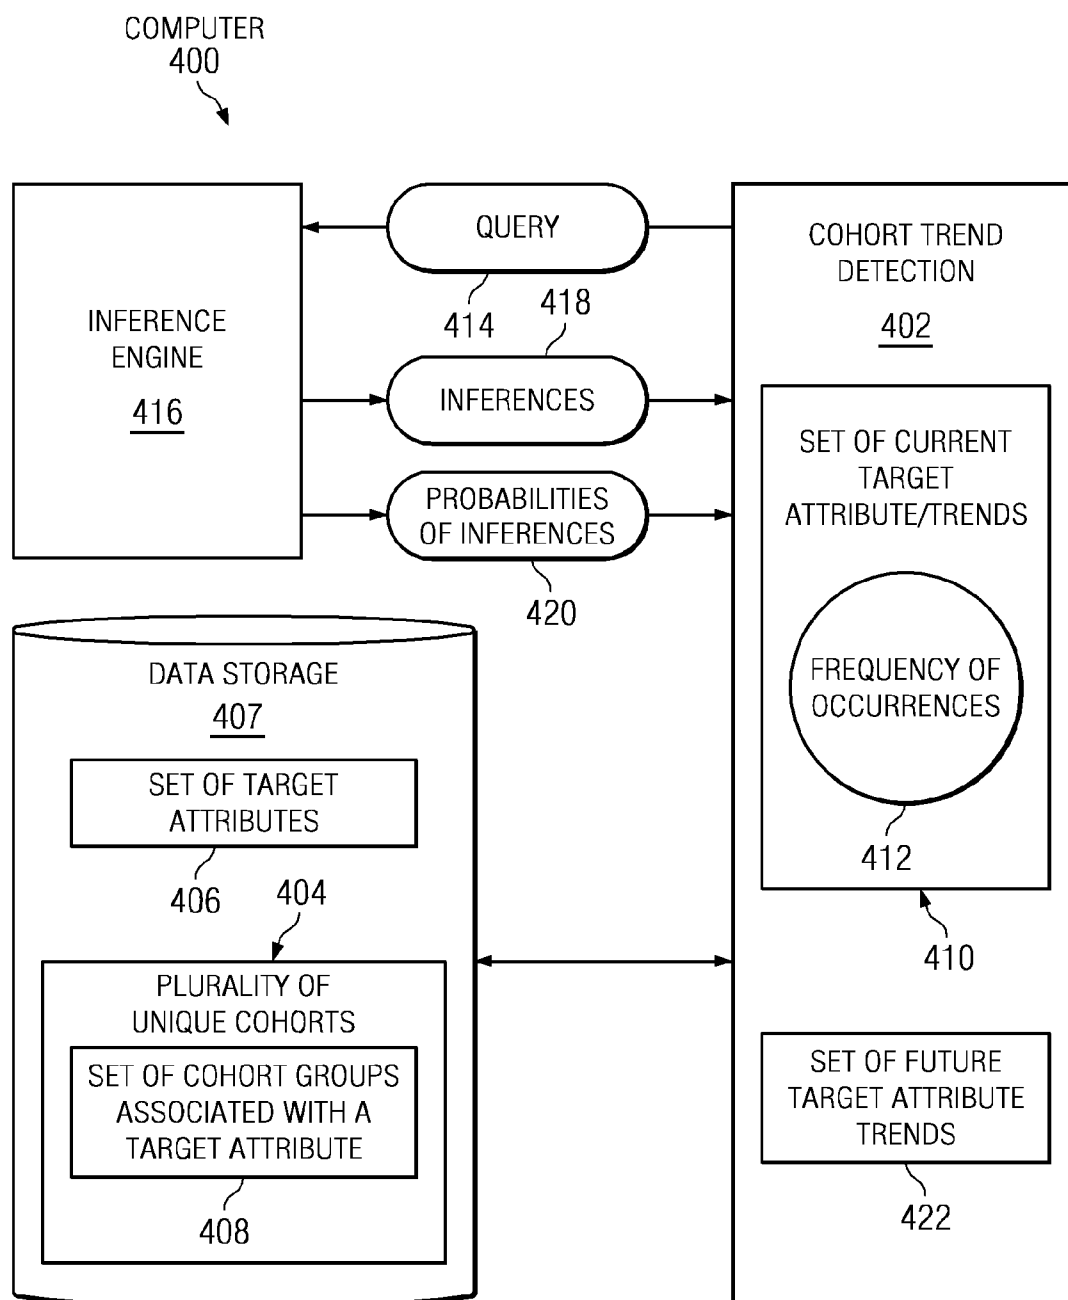 COMPUTER
400
QUERY
414
418
INFERENCE
ENGINE
416
INFERENCES
PROBABILITIES
OF INFERENCES
420
COHORT TREND
DETECTION
402
SET OF CURRENT
TARGET
ATTRIBUTE/TRENDS
FREQUENCY OF
OCCURRENCES
412
410
DATA STORAGE
407
SET OF TARGET
ATTRIBUTES
406
404
PLURALITY OF
UNIQUE COHORTS
SET OF COHORT GROUPS
ASSOCIATED WITH A
TARGET ATTRIBUTE
408
SET OF FUTURE
TARGET ATTRIBUTE
TRENDS
422